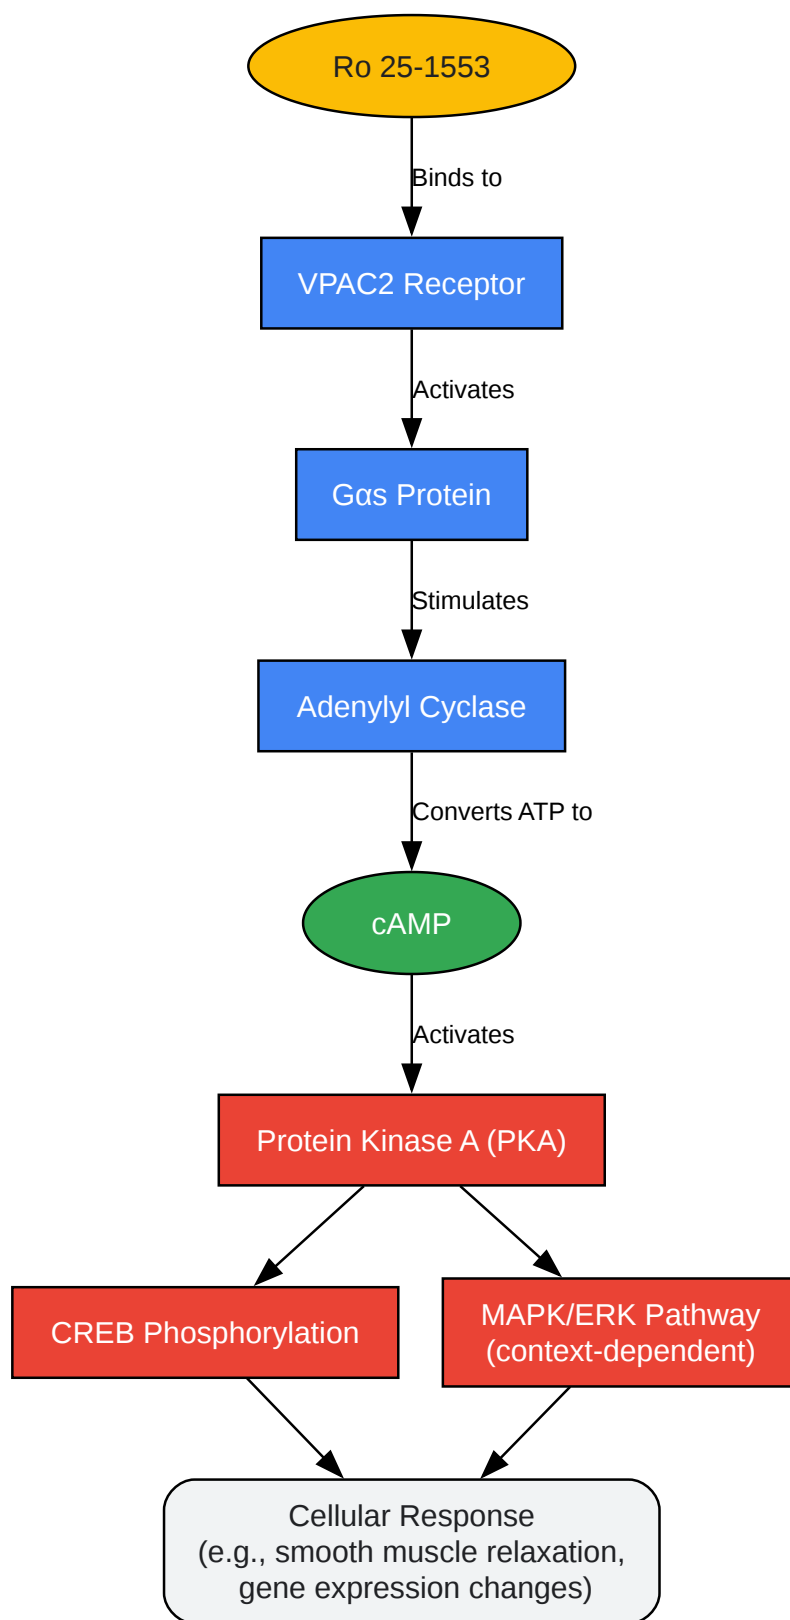 Ro 25-1553
Binds to
VPAC2 Receptor
Activates
Gαs Protein
Stimulates
Adenylyl Cyclase
Converts ATP to
cAMP
Activates
Protein Kinase A (PKA)
CREB Phosphorylation
MAPK/ERK Pathway
(context-dependent)
Cellular Response
(e.g., smooth muscle relaxation,
gene expression changes)